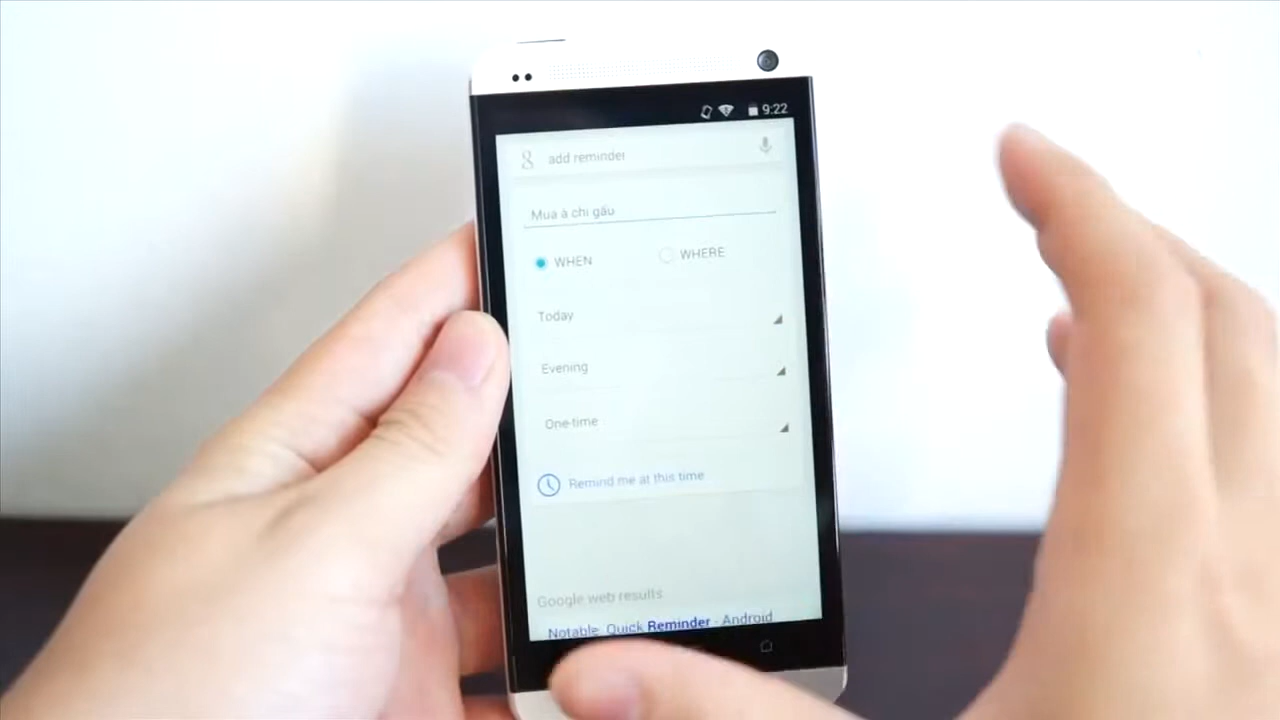 9:22
add reminder
Mua à chi gấu
WHEN
WHERE
Today
Evening
One-time
Remind me at this time
Google web results
Notable: Quick Reminder - Android